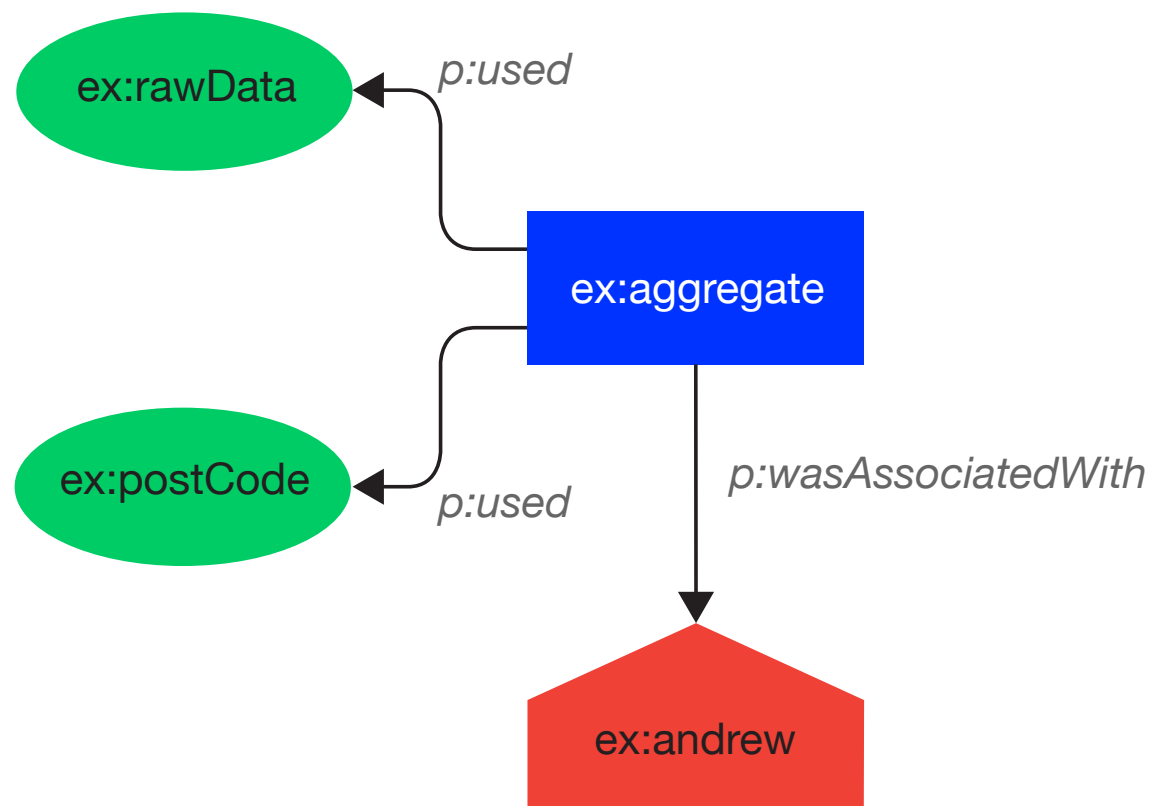 p:used
ex:rawData
ex:aggregate
p:wasAssociatedWith
ex:postCode
p:used
ex:andrew